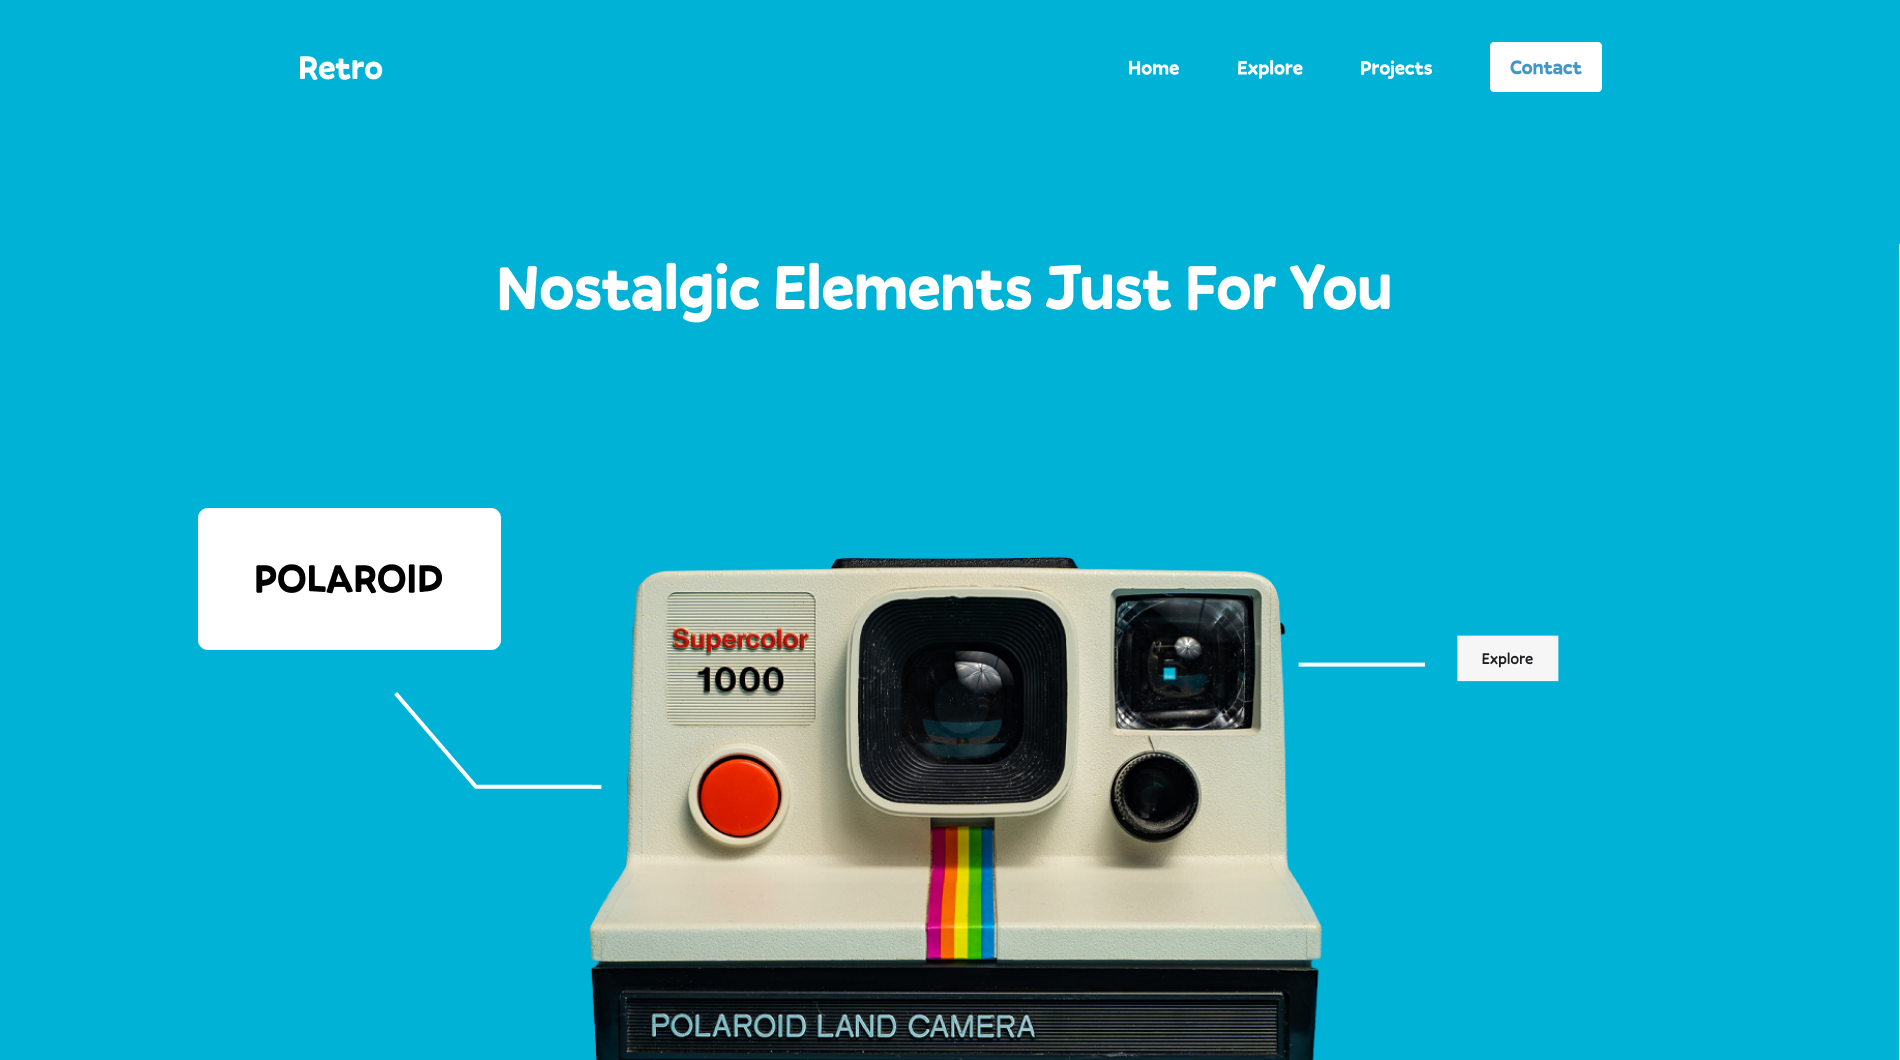 Retro
Home Explore Projects Contact
Nostalgic Elements Just For You
POLAROID
Supercolor
1000
Explore
POLAROID LAND CAMERA